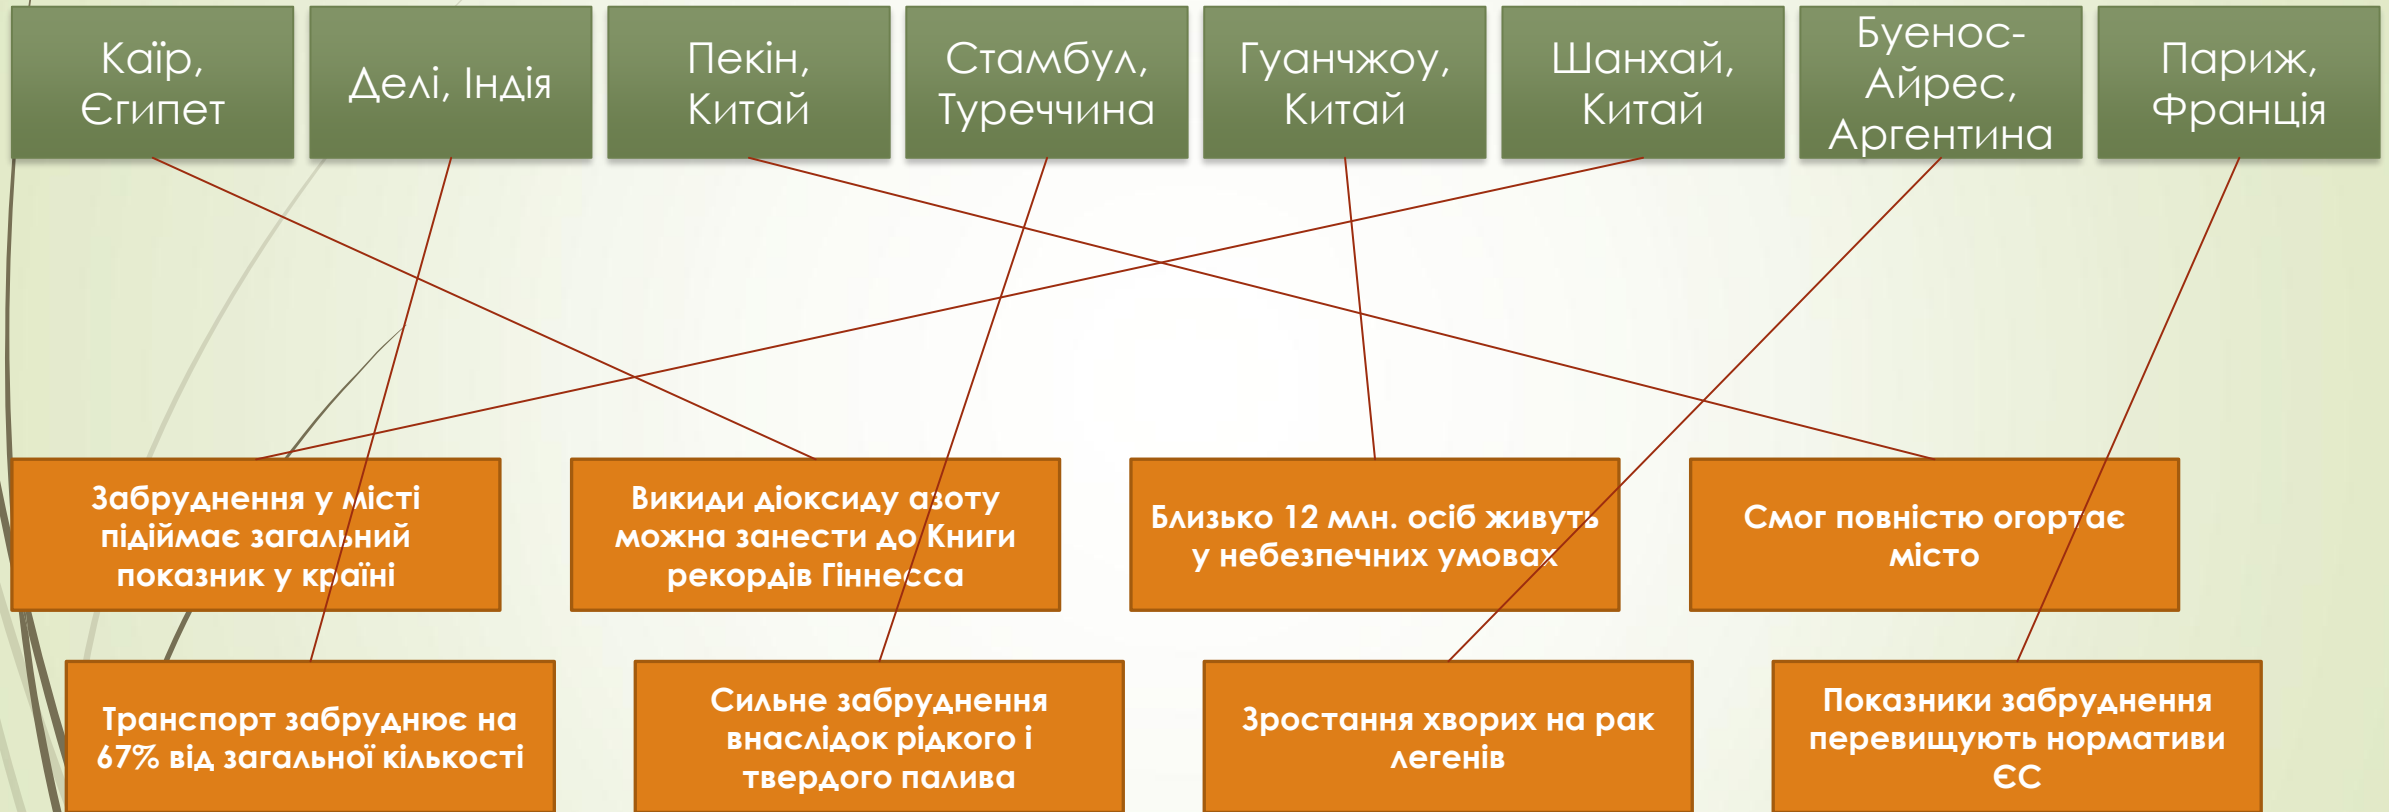 Каїр,
Єгипет
Делі, Індія
Пекін,
Китай
Стамбул,
Туреччина
Гуанчжоу,
Китай
Шанхай,
Китай
Буенос-
Айрес,
Аргентина
Париж,
Франція
Забруднення у місті
підіймає загальний
показник у країні
Викиди діоксиду азоту
можна занести до Книги
рекордів Гіннесса
Близько 12 млн. осіб живуть
у небезпечних умовах
Смог повністю огортає
місто
Транспорт забруднює на
67% від загальної кількості
Сильне забруднення
внаслідок рідкого і
твердого палива
Зростання хворих на рак
легенів
Показники забруднення
перевищують нормативи
ЄС